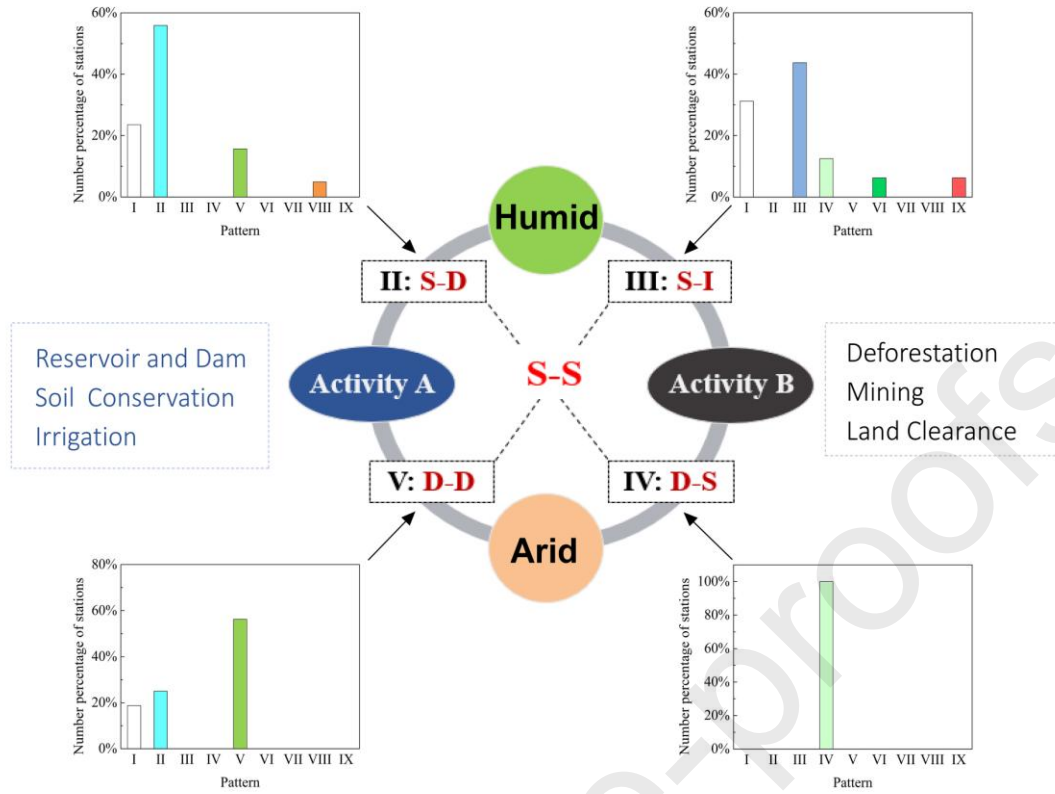 60%
40%
20%
0%
Number percentage of stations
I II III IV V VI VII VIII IX
Pattern
60%
40%
20%
0%
Number percentage of stations
I II III IV V VI VII VIII IX
Pattern
Humid
II: S-D
III: S-I
Reservoir and Dam
Soil Conservation
Irrigation
Activity A
S-S
Activity B
Deforestation
Mining
Land Clearance
V: D-D
IV: D-S
Arid
80%
60%
40%
20%
0%
Number percentage of stations
I II III IV V VI VII VIII IX
Pattern
100%
80%
60%
40%
20%
0%
Number percentage of stations
I II III IV V VI VII VIII IX
Pattern
-proofs